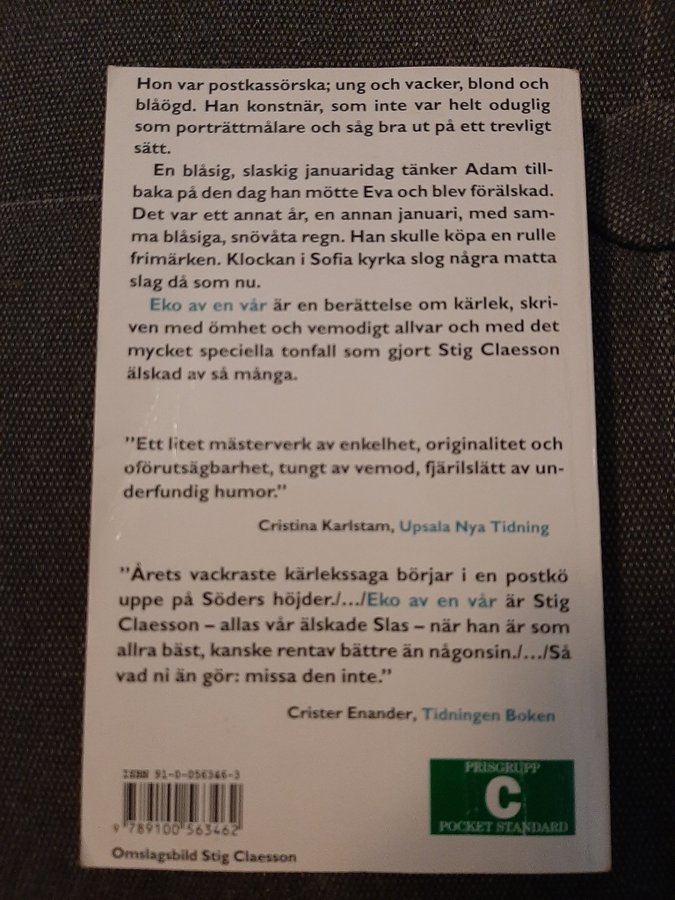 Hon var postkassörska; ung och vacker, blond och
blåögd. Han konstnär, som inte var helt oduglig
som porträttmålare och såg bra ut på ett trevligt
sätt.
En blåsig, slaskig januaridag tänker Adam till-
baka på den dag han mötte Eva och blev förälskad.
Det var ett annat år, en annan januari, med sam-
ma blåsiga, snövåta regn. Han skulle köpa en rulle
frimärken. Klockan i Sofia kyrka slog några matta
slag då som nu.
Eko av en vår är en berättelse om kärlek, skri-
ven med ömhet och vemodigt allvar och med det
mycket speciella tonfall som gjort Stig Claesson
älskad av så många.
”Ett litet mästerverk av enkelhet, originalitet och
oförutsägbarhet, tungt av vemod, fjärilslätt av un-
derfundig humor.”
Cristina Karlstam, Upsala Nya Tidning
”Årets vackraste kärlekssaga börjar i en postkö
uppe på Söders höjder./.../Eko av en vår är Stig
Claesson – allas vår älskade Slas – när han är som
allra bäst, kanske rentav bättre än någonsin./.../Så
vad ni än gör: missa den inte.”
Crister Enander, Tidningen Boken
ISBN 91-0-056346-3
9 789100 563462
Omslagsbild Stig Claesson
PRISGRUPP
C
POCKET STANDARD